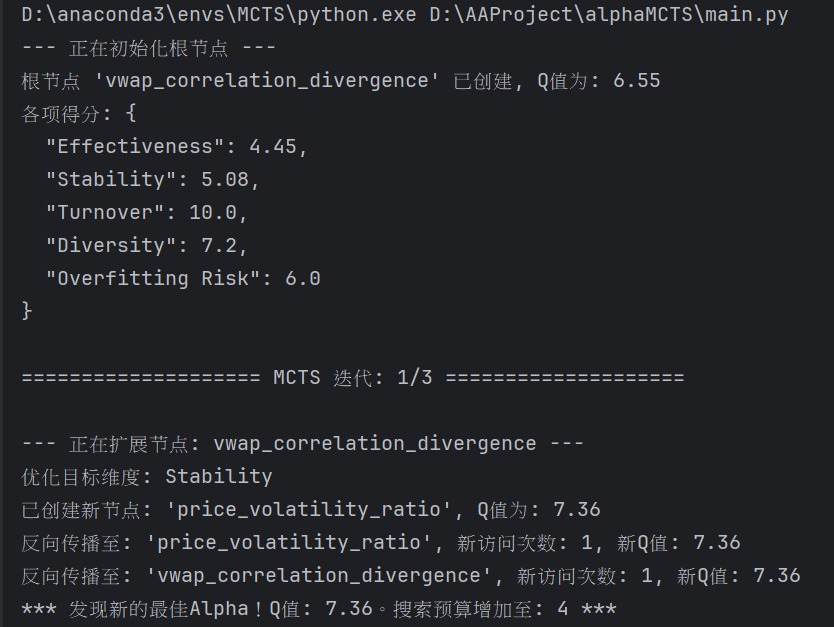 D:\anaconda3\envs\MCTS\python.exe D:\AAProject\alphaMCTS\main.py
--- 正在初始化根节点 ---
根节点 'vwap_correlation_divergence' 已创建, Q值为: 6.55
各项得分: {
  "Effectiveness": 4.45,
  "Stability": 5.08,
  "Turnover": 10.0,
  "Diversity": 7.2,
  "Overfitting Risk": 6.0
}
==================== MCTS 迭代: 1/3 ====================
--- 正在扩展节点: vwap_correlation_divergence ---
优化目标维度: Stability
已创建新节点: 'price_volatility_ratio', Q值为: 7.36
反向传播至: 'price_volatility_ratio', 新访问次数: 1, 新Q值: 7.36
反向传播至: 'vwap_correlation_divergence', 新访问次数: 1, 新Q值: 7.36
*** 发现新的最佳Alpha！Q值: 7.36。搜索预算增加至: 4 ***